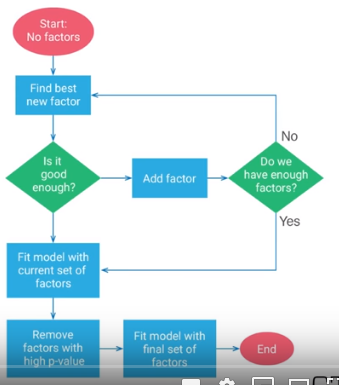 Start:
No factors
Find best
new factor
No
Is it
good
enough?
Add factor
Do we
have enough
factors?
Yes
Fit model with
current set of
factors
Remove
factors with
high p-value
Fit model with
final set of
factors
End